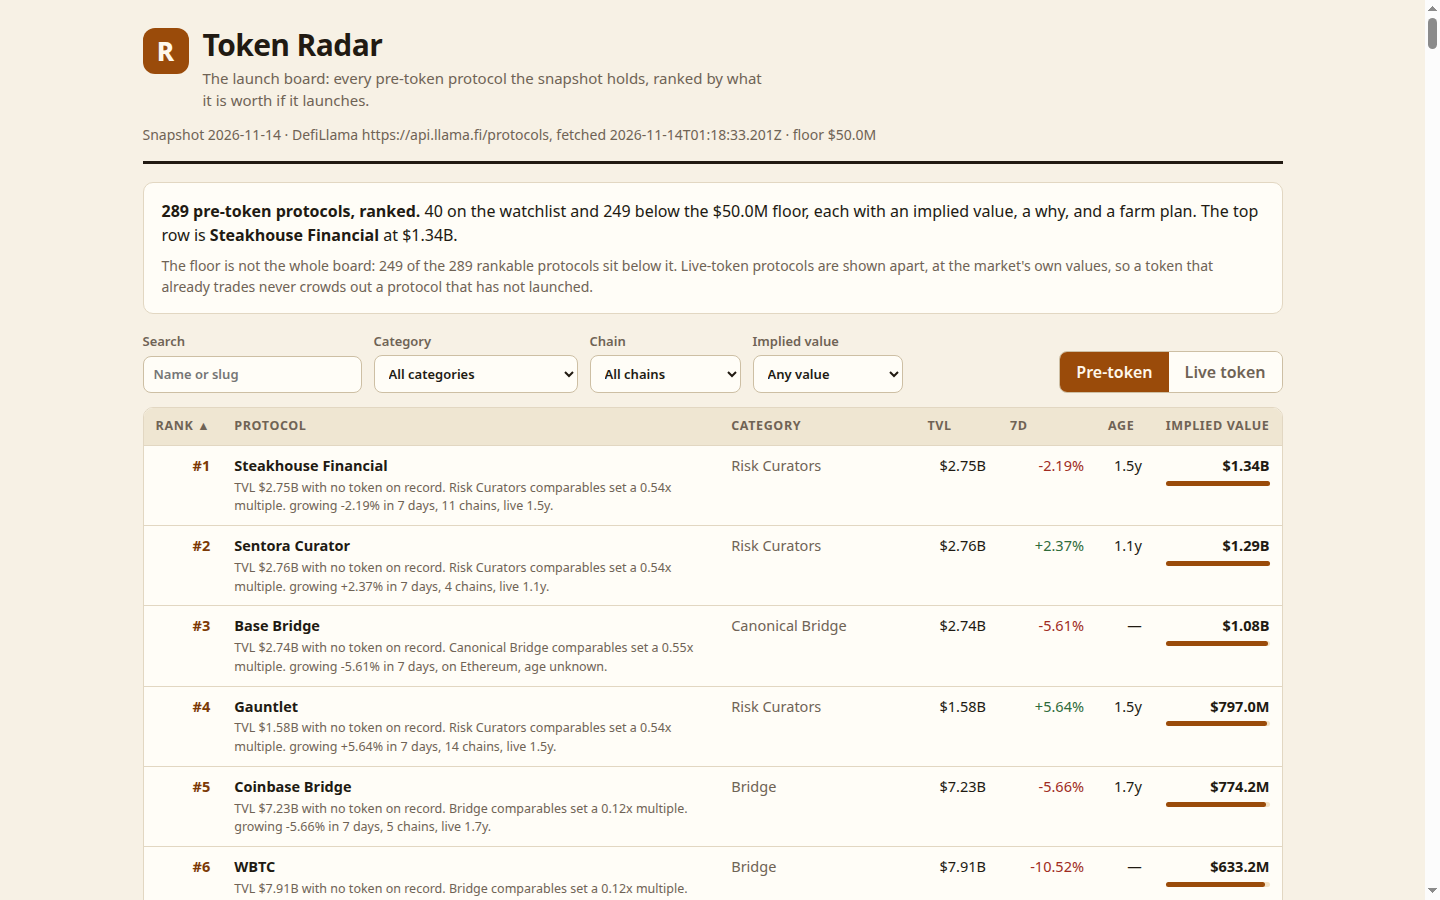 R
Token Radar
The launch board: every pre-token protocol the snapshot holds, ranked by what
it is worth if it launches.
Snapshot 2026-11-14 · DefiLlama https://api.llama.fi/protocols, fetched 2026-11-14T01:18:33.201Z · floor $50.0M
289 pre-token protocols, ranked. 40 on the watchlist and 249 below the $50.0M floor, each with an implied value, a why, and a farm plan. The top
row is Steakhouse Financial at $1.34B.
The floor is not the whole board: 249 of the 289 rankable protocols sit below it. Live-token protocols are shown apart, at the market's own values, so a token that
already trades never crowds out a protocol that has not launched.
Search Category Chain Implied value
Name or slug All categories All chains Any value Pre-token Live token
RANK ▲ PROTOCOL CATEGORY TVL 7D AGE IMPLIED VALUE
#1 Steakhouse Financial Risk Curators $2.75B -2.19% 1.5y $1.34B
TVL $2.75B with no token on record. Risk Curators comparables set a 0.54x
multiple. growing -2.19% in 7 days, 11 chains, live 1.5y.
#2 Sentora Curator Risk Curators $2.76B +2.37% 1.1y $1.29B
TVL $2.76B with no token on record. Risk Curators comparables set a 0.54x
multiple. growing +2.37% in 7 days, 4 chains, live 1.1y.
#3 Base Bridge Canonical Bridge $2.74B -5.61% — $1.08B
TVL $2.74B with no token on record. Canonical Bridge comparables set a 0.55x
multiple. growing -5.61% in 7 days, on Ethereum, age unknown.
#4 Gauntlet Risk Curators $1.58B +5.64% 1.5y $797.0M
TVL $1.58B with no token on record. Risk Curators comparables set a 0.54x
multiple. growing +5.64% in 7 days, 14 chains, live 1.5y.
#5 Coinbase Bridge Bridge $7.23B -5.66% 1.7y $774.2M
TVL $7.23B with no token on record. Bridge comparables set a 0.12x multiple.
growing -5.66% in 7 days, 5 chains, live 1.7y.
#6 WBTC Bridge $7.91B -10.52% — $633.2M
TVL $7.91B with no token on record. Bridge comparables set a 0.12x multiple.